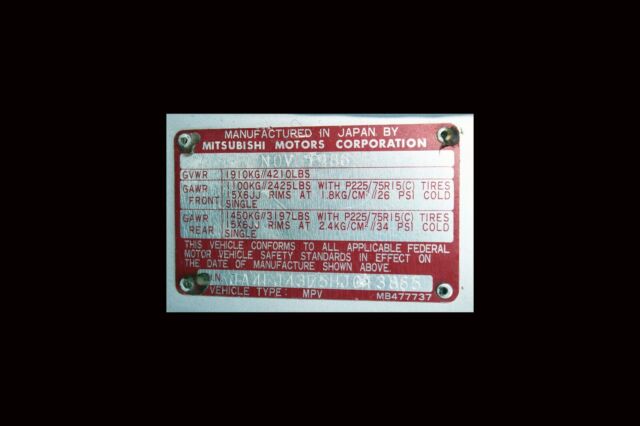 MANUFACTURED IN JAPAN BY
MITSUBISHI MOTORS CORPORATION
NOV 1986
GVWR 1910KG//4210LBS
GAWR FRONT 1100KG//2425LBS WITH P225/75R15(C) TIRES
15X6JJ RIMS AT 1.8KG/CM²//26 PSI COLD
SINGLE
GAWR REAR 1450KG//3197LBS WITH P225/75R15(C) TIRES
15X6JJ RIMS AT 2.4KG/CM²//34 PSI COLD
SINGLE
THIS VEHICLE CONFORMS TO ALL APPLICABLE FEDERAL
MOTOR VEHICLE SAFETY STANDARDS IN EFFECT ON
THE DATE OF MANUFACTURE SHOWN ABOVE.
VEHICLE TYPE: MPV MB477737